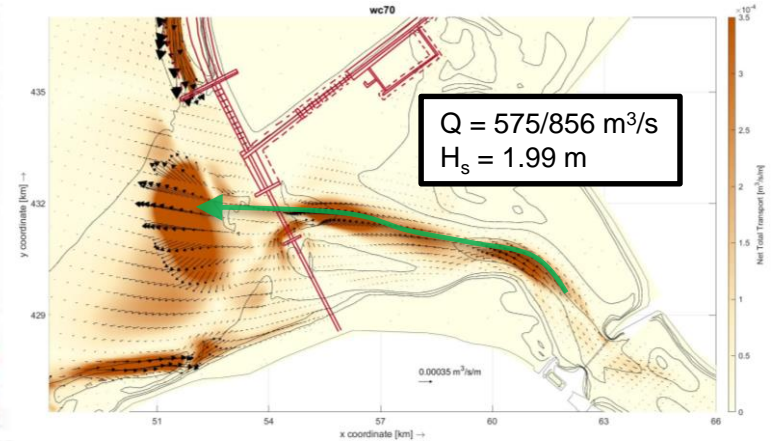 wc70
×10⁻⁴
Q = 575/856 m³/s
Hₛ = 1.99 m
y coordinate [km] →
435
432
429
0.00035 m³/s/m
51
54
57
60
63
66
x coordinate [km] →
3.5
3
2.5
2
1.5
1
0.5
0
Net Total Transport [m³/s/m]